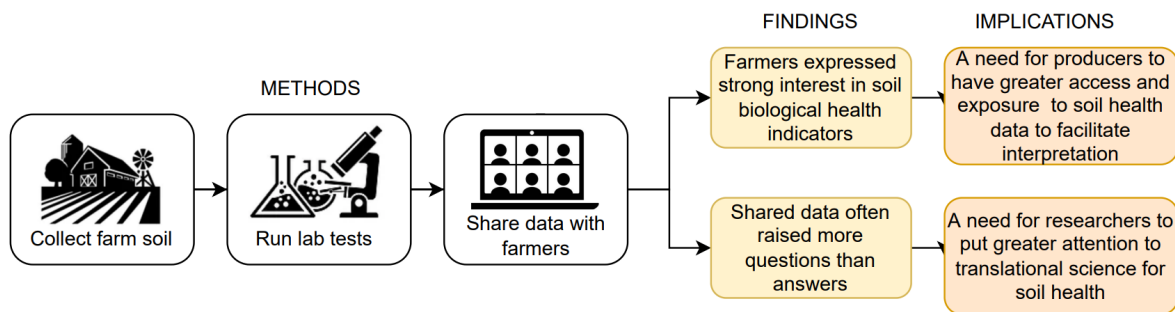 METHODS
Collect farm soil
Run lab tests
Share data with
farmers
FINDINGS
Farmers expressed
strong interest in soil
biological health
indicators
Shared data often
raised more
questions than
answers
IMPLICATIONS
A need for producers to
have greater access and
exposure to soil health
data to facilitate
interpretation
A need for researchers to
put greater attention to
translational science for
soil health